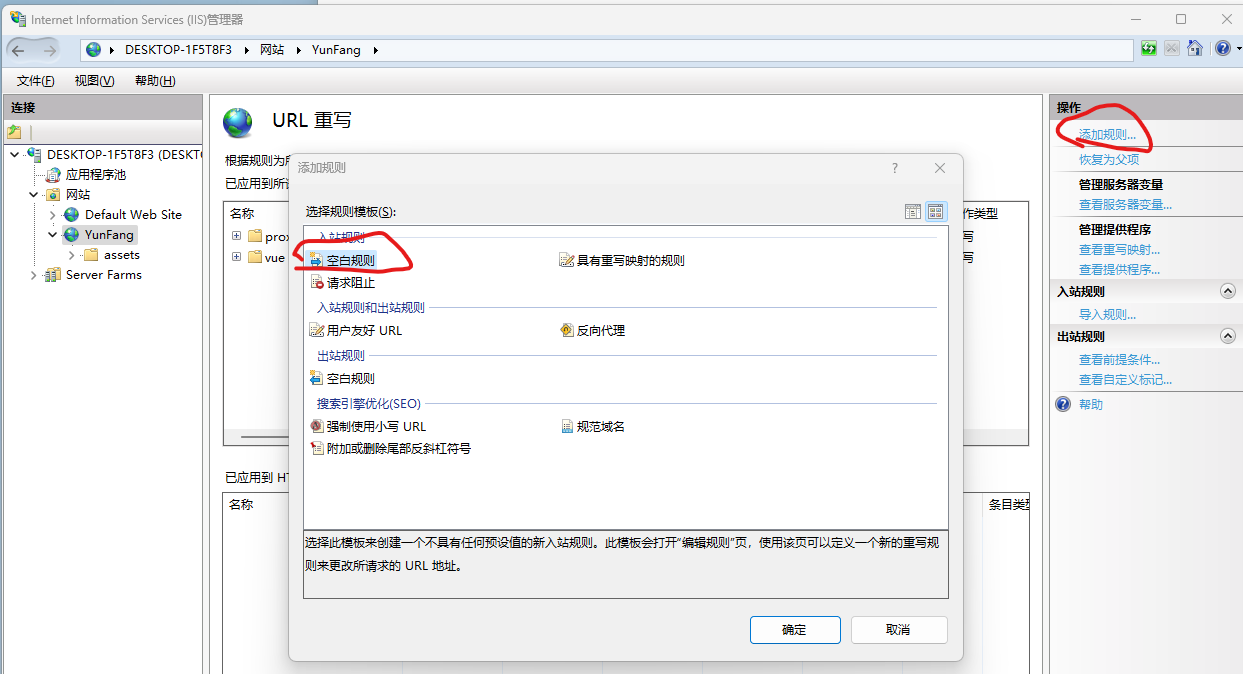 Internet Information Services (IIS)管理器
DESKTOP-1F5T8F3 网站 YunFang
文件(F) 视图(V) 帮助(H)
连接
DESKTOP-1F5T8F3 (DESKT
应用程序池
网站
Default Web Site
YunFang
assets
Server Farms
URL 重写
根据规则为
已应用到所
名称
作类型
prox
写
vue
写
已应用到 HT
名称
条目类型
添加规则
?
选择规则模板(S):
入站规则
空白规则
具有重写映射的规则
请求阻止
入站规则和出站规则
用户友好 URL
反向代理
出站规则
空白规则
搜索引擎优化(SEO)
强制使用小写 URL
规范域名
附加或删除尾部反斜杠符号
选择此模板来创建一个不具有任何预设值的新入站规则。此模板会打开“编辑规则”页，使用该页可以定义一个新的重写规
则来更改所请求的 URL 地址。
确定
取消
操作
添加规则...
恢复为父项
管理服务器变量
查看服务器变量...
管理提供程序
查看重写映射...
查看提供程序...
入站规则
导入规则...
出站规则
查看前提条件...
查看自定义标记...
帮助